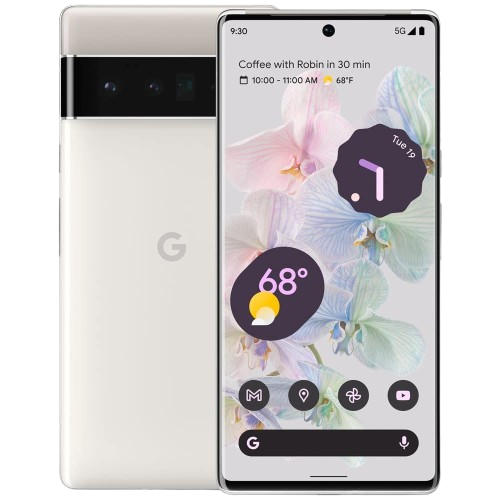 9:30
5G
Coffee with Robin in 30 min
10:00 - 11:00 AM 68°F
Tue 19
68°
G
G